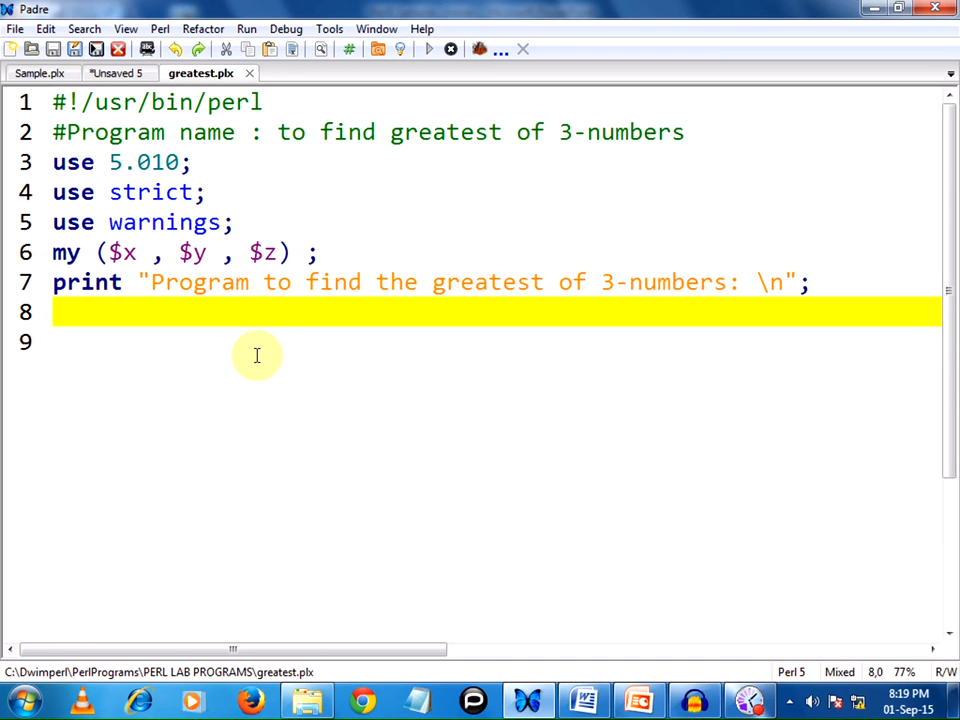 Padre
File Edit Search View Perl Refactor Run Debug Tools Window Help
Sample.plx *Unsaved 5 greatest.plx
1 #!/usr/bin/perl
2 #Program name : to find greatest of 3-numbers
3 use 5.010;
4 use strict;
5 use warnings;
6 my ($x , $y , $z) ;
7 print "Program to find the greatest of 3-numbers: \n";
8
9
C:\Dwimperl\PerlPrograms\PERL LAB PROGRAMS\greatest.plx Perl 5 Mixed 8,0 77% R/W
8:19 PM
01-Sep-15